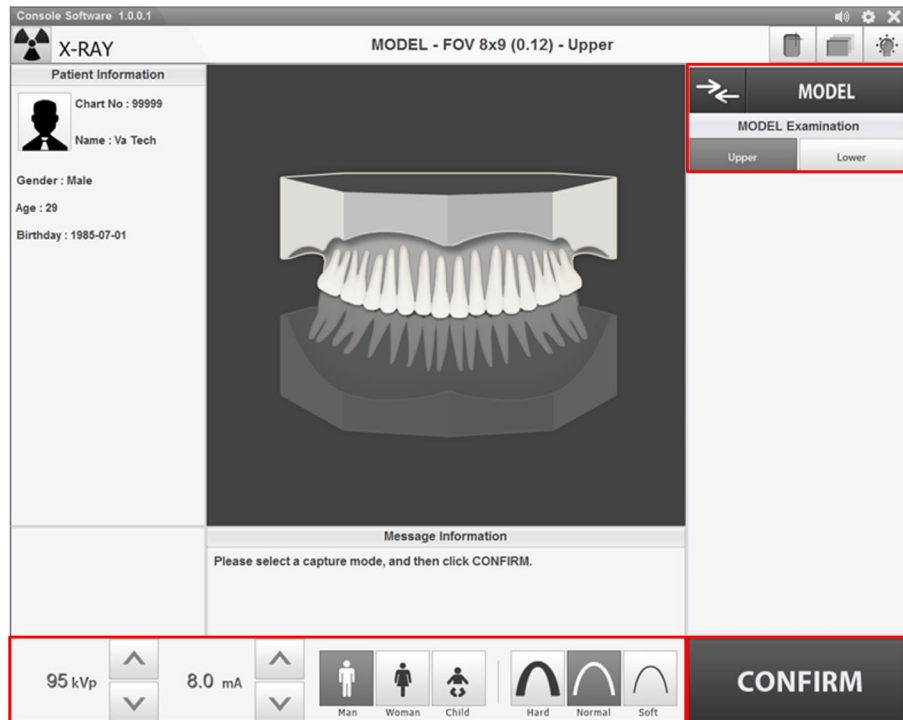 Console Software 1.0.0.1
X-RAY
MODEL - FOV 8x9 (0.12) - Upper
Patient Information
Chart No : 99999
Name : Va Tech
Gender : Male
Age : 29
Birthday : 1985-07-01
MODEL
MODEL Examination
Upper Lower
Message Information
Please select a capture mode, and then click CONFIRM.
95 kVp 8.0 mA
Man Woman Child Hard Normal Soft
CONFIRM